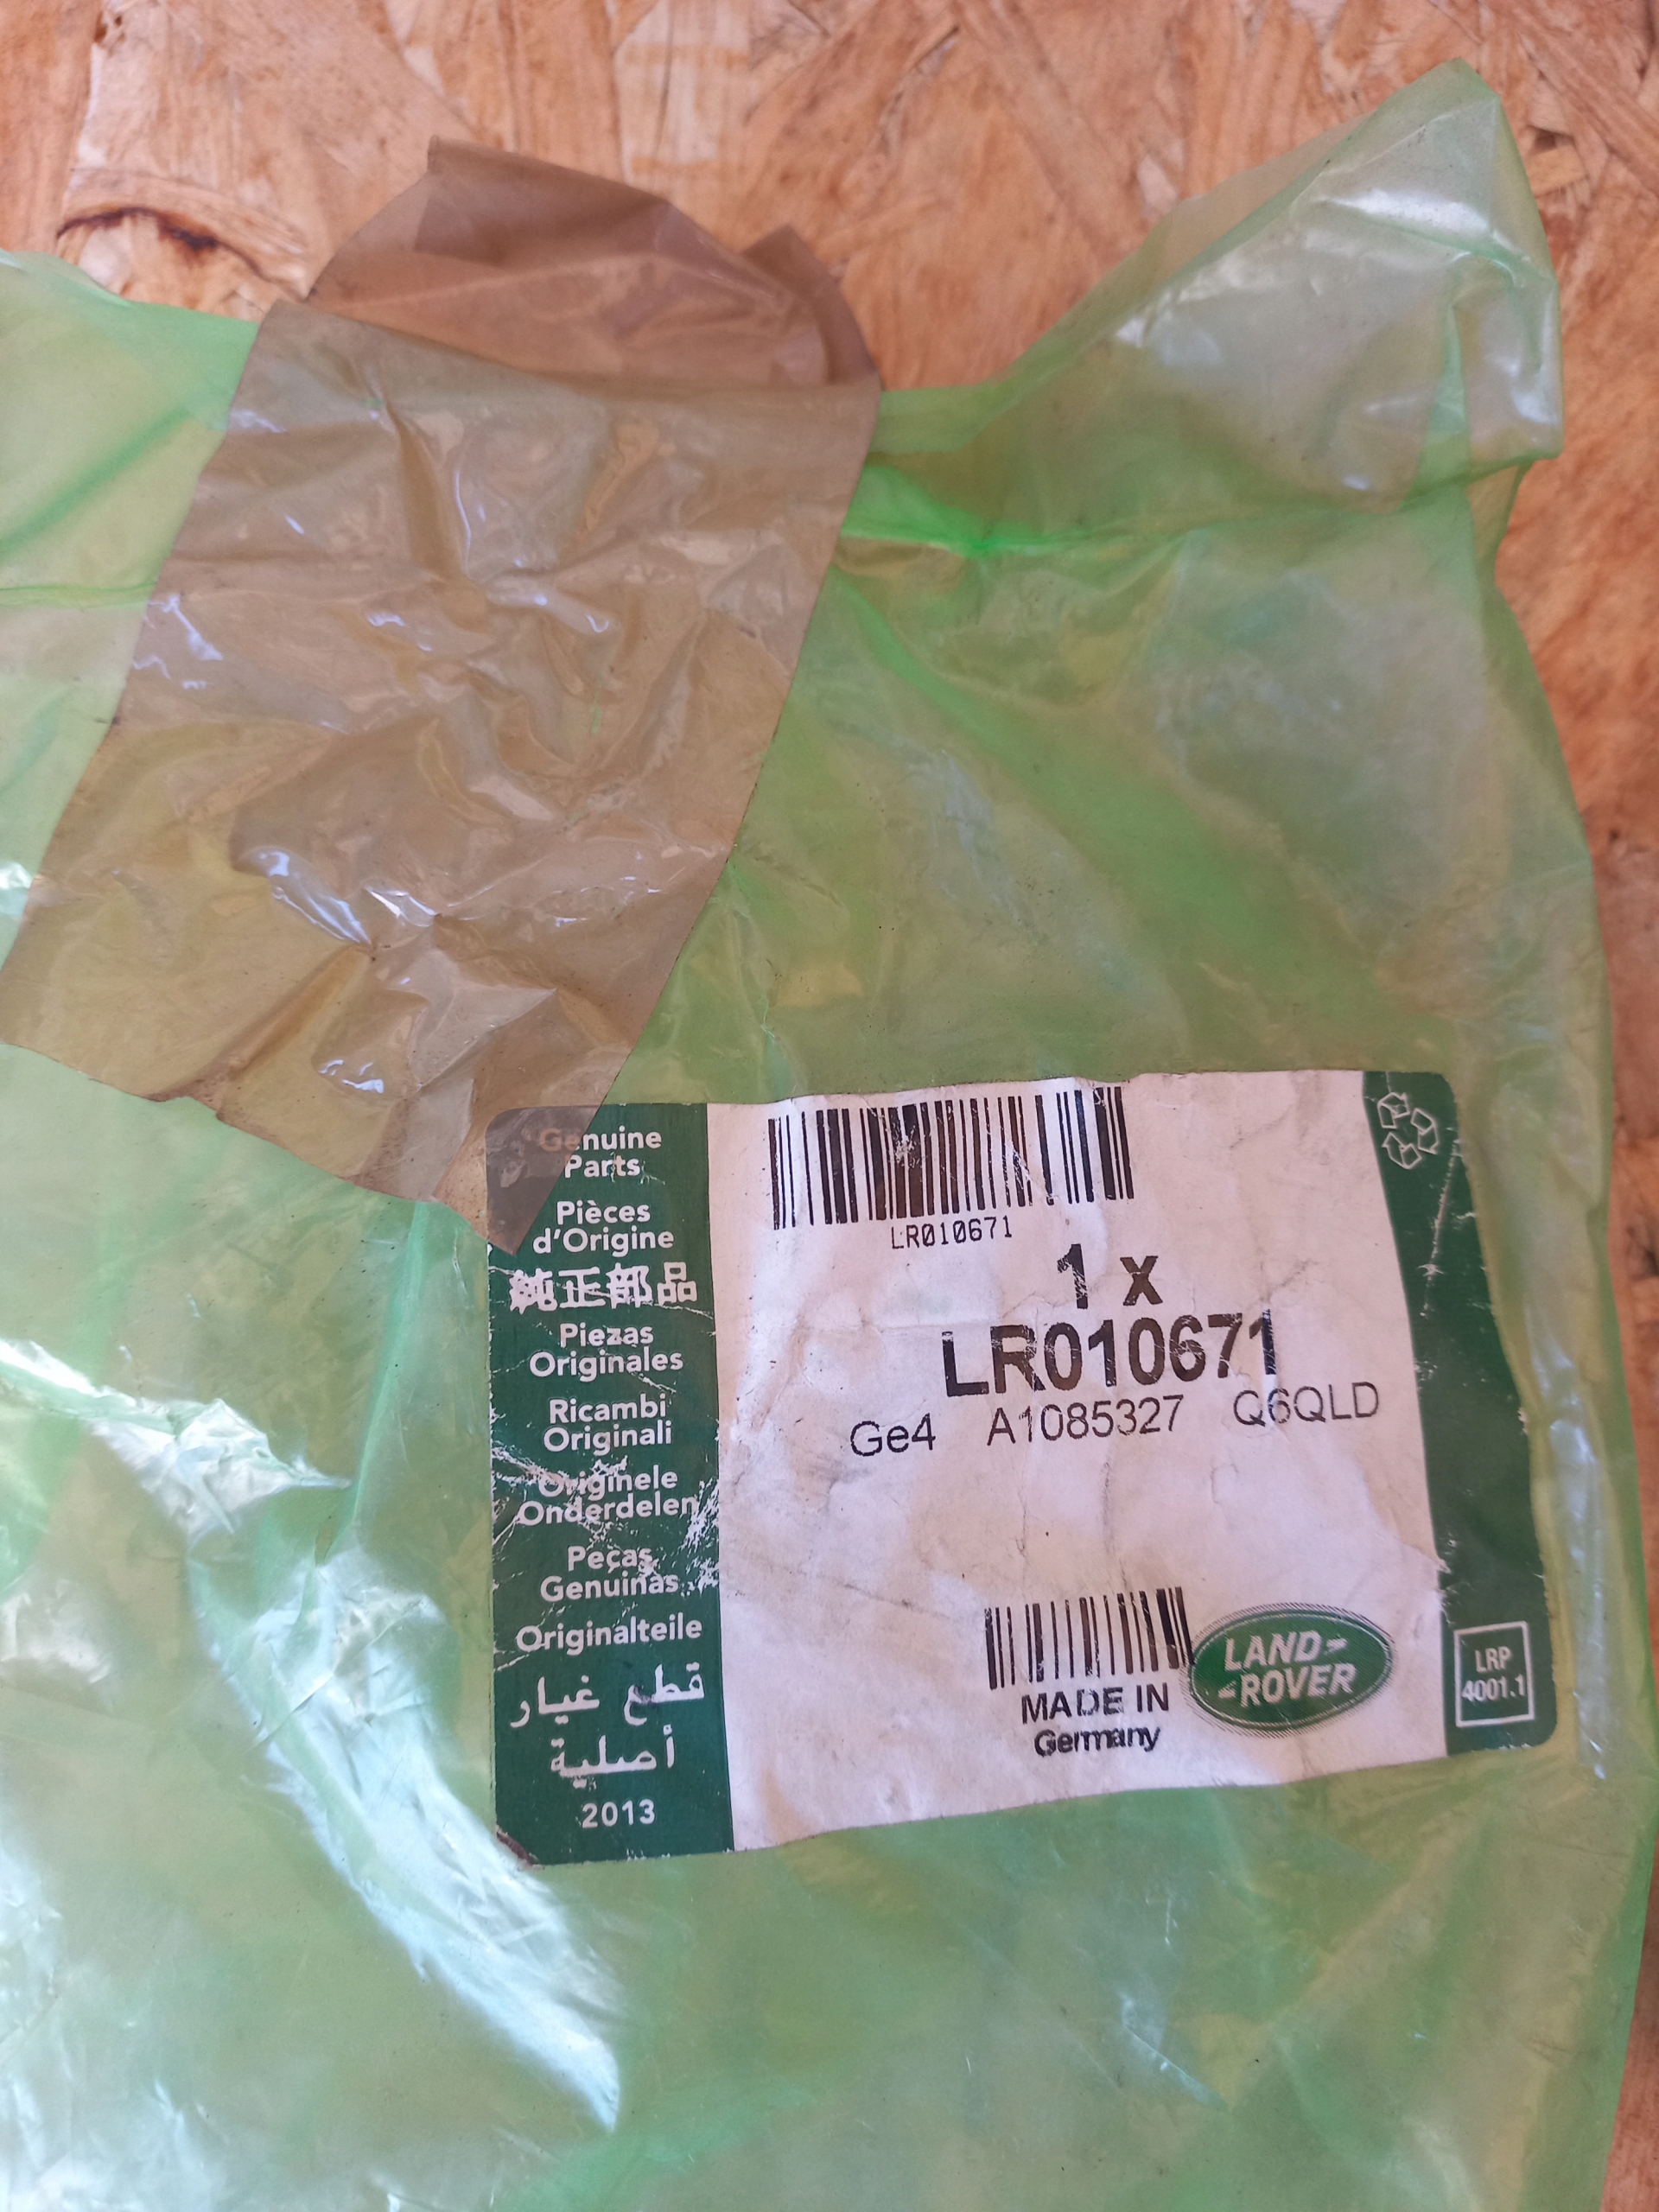 Genuine
Parts
Pièces
d'Origine
純正部品
Piezas
Originales
Ricambi
Originali
Originele
Onderdelen
Peças
Genuinas
Originalteile
قطع غيار
أصلية
2013
LR010671
1 x
LR010671
Ge4 A1085327 Q6QLD
MADE IN
Germany
LAND-
-ROVER
LRP
4001.1